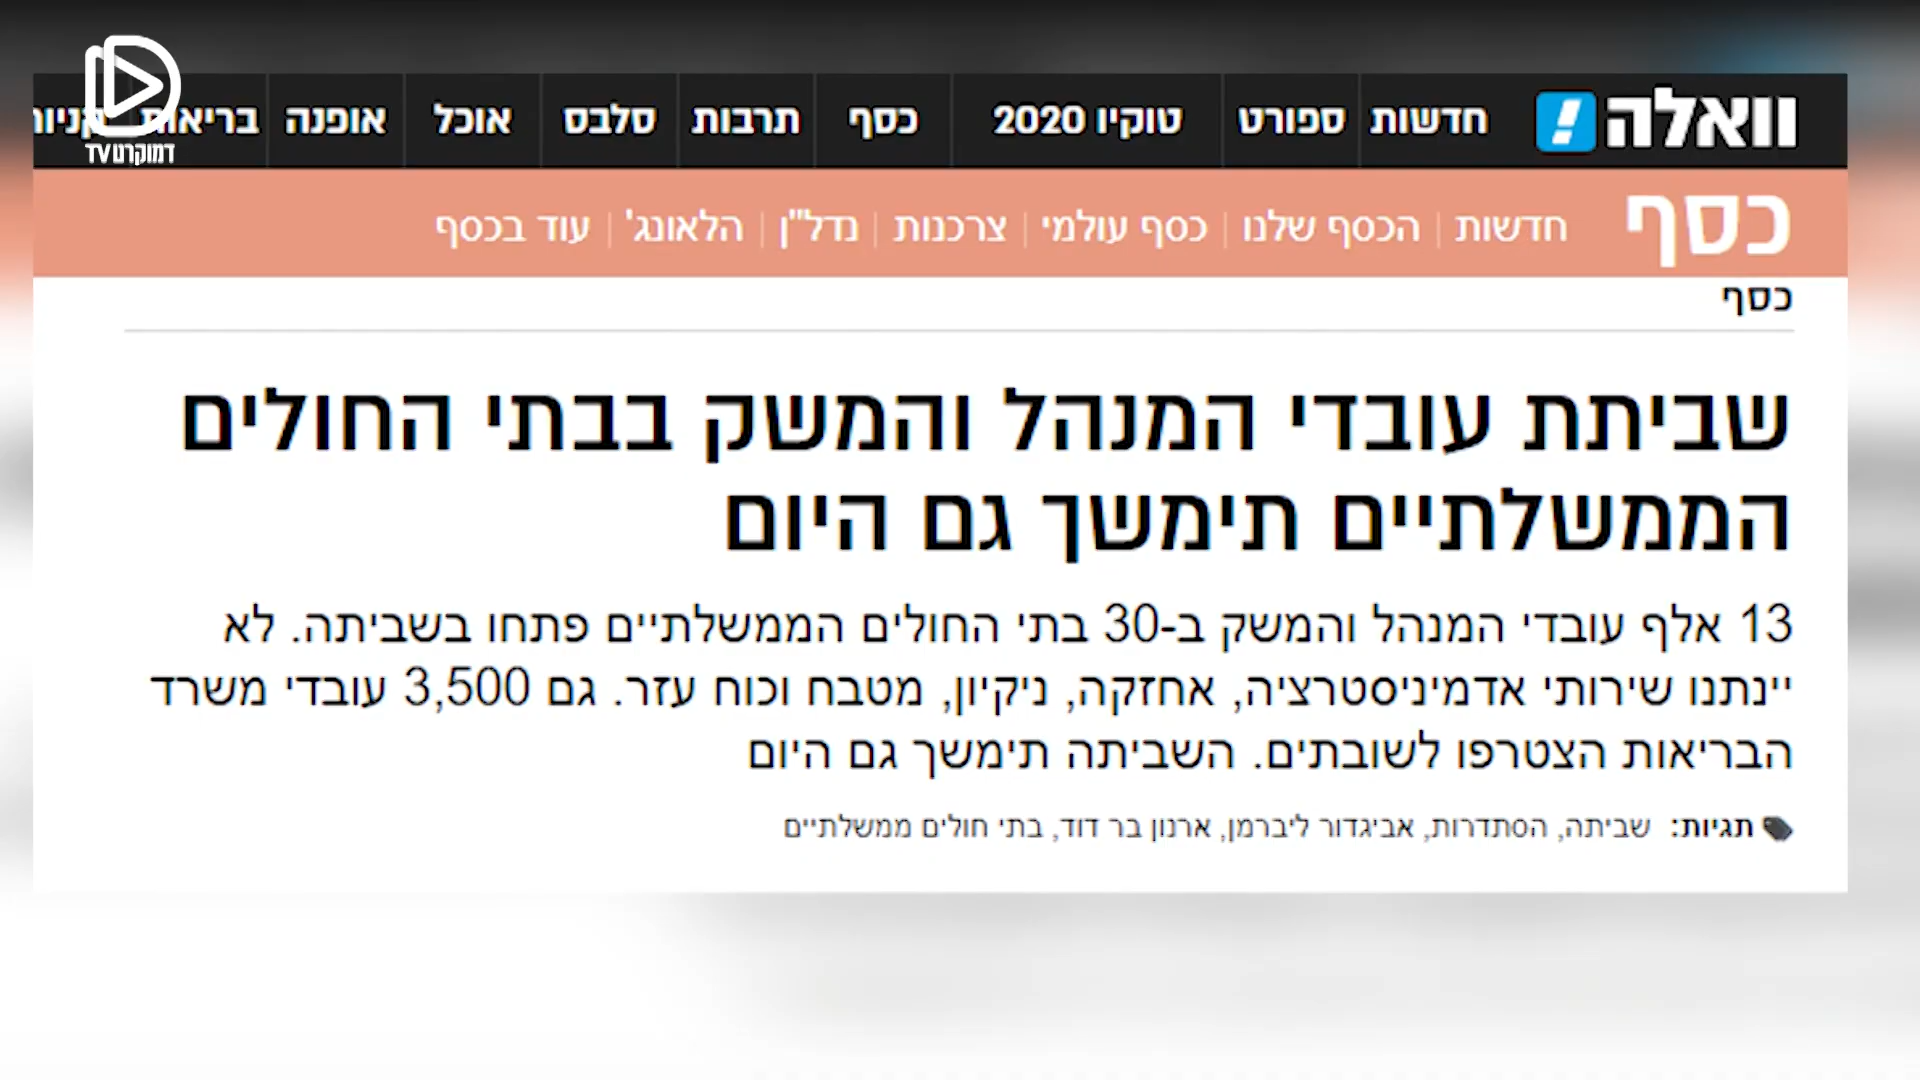 וואלה!
חדשות
ספורט
טוקיו 2020
כסף
תרבות
סלבס
אוכל
אופנה
בריאות
דמוקרטTV
כסף
חדשות | הכסף שלנו | כסף עולמי | צרכנות | נדל"ן | הלאונג' | עוד בכסף
כסף
שביתת עובדי המנהל והמשק בבתי החולים
הממשלתיים תימשך גם היום
13 אלף עובדי המנהל והמשק ב-30 בתי החולים הממשלתיים פתחו בשביתה. לא
יינתנו שירותי אדמיניסטרציה, אחזקה, ניקיון, מטבח וכוח עזר. גם 3,500 עובדי משרד
הבריאות הצטרפו לשובתים. השביתה תימשך גם היום
תגיות: שביתה, הסתדרות, אביגדור ליברמן, ארנון בר דוד, בתי חולים ממשלתיים